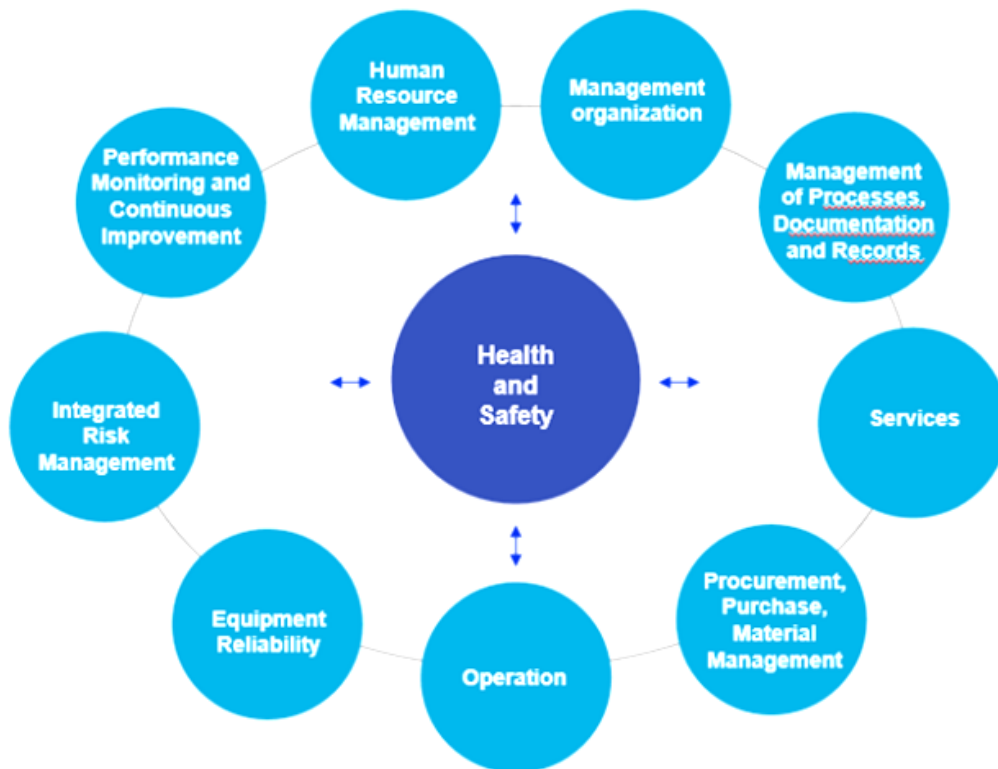 Human
Resource
Management
Management
organization
Management
of Processes,
Documentation
and Records
Services
Procurement,
Purchase,
Material
Management
Operation
Equipment
Reliability
Integrated
Risk
Management
Performance
Monitoring and
Continuous
Improvement
Health
and
Safety